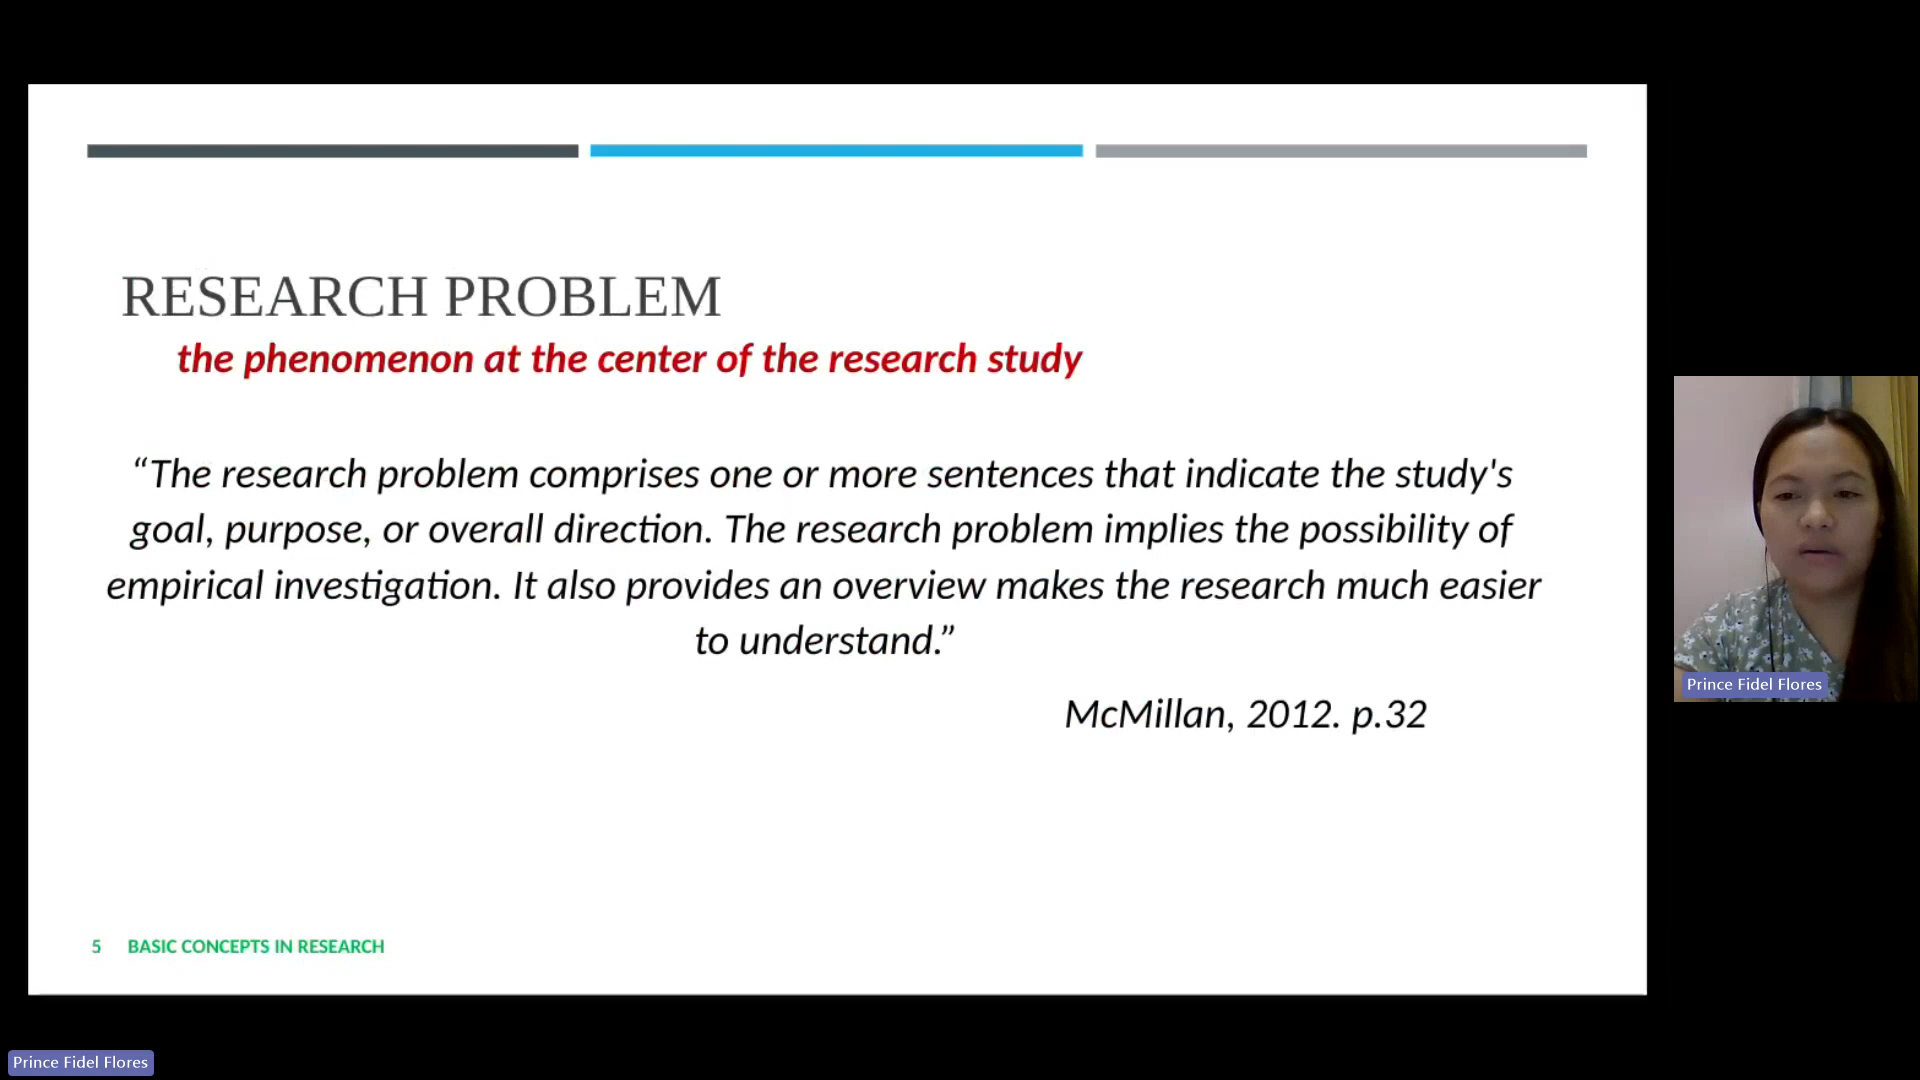 RESEARCH PROBLEM
the phenomenon at the center of the research study
“The research problem comprises one or more sentences that indicate the study's
goal, purpose, or overall direction. The research problem implies the possibility of
empirical investigation. It also provides an overview makes the research much easier
to understand.”
McMillan, 2012. p.32
5 BASIC CONCEPTS IN RESEARCH
Prince Fidel Flores
Prince Fidel Flores